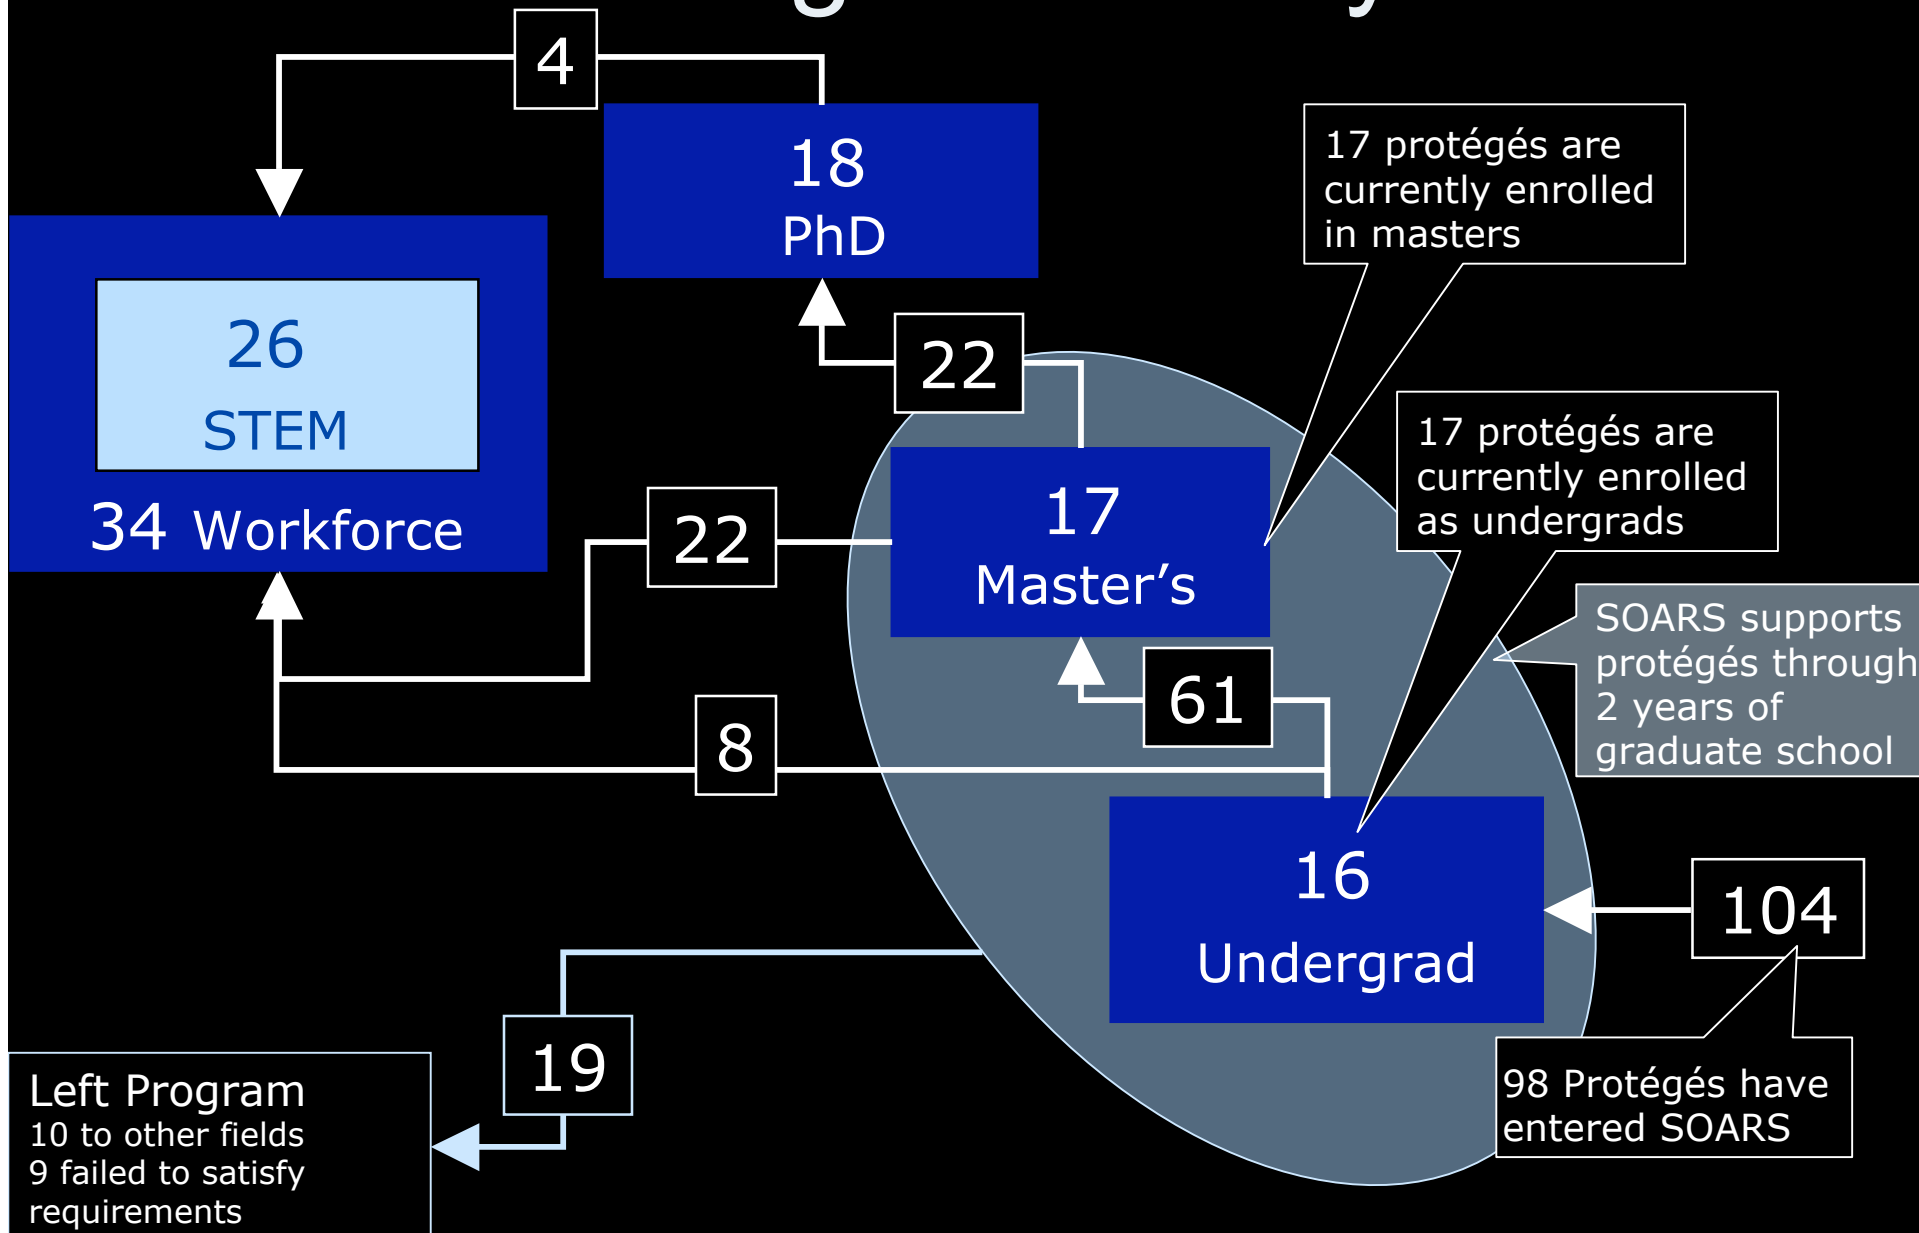 4
18
PhD
17 protégés are
currently enrolled
in masters
26
STEM
34 Workforce
22
17 protégés are
currently enrolled
as undergrads
22
17
Master’s
SOARS supports
protégés through
2 years of
graduate school
61
8
16
Undergrad
104
98 Protégés have
entered SOARS
19
Left Program
10 to other fields
9 failed to satisfy
requirements